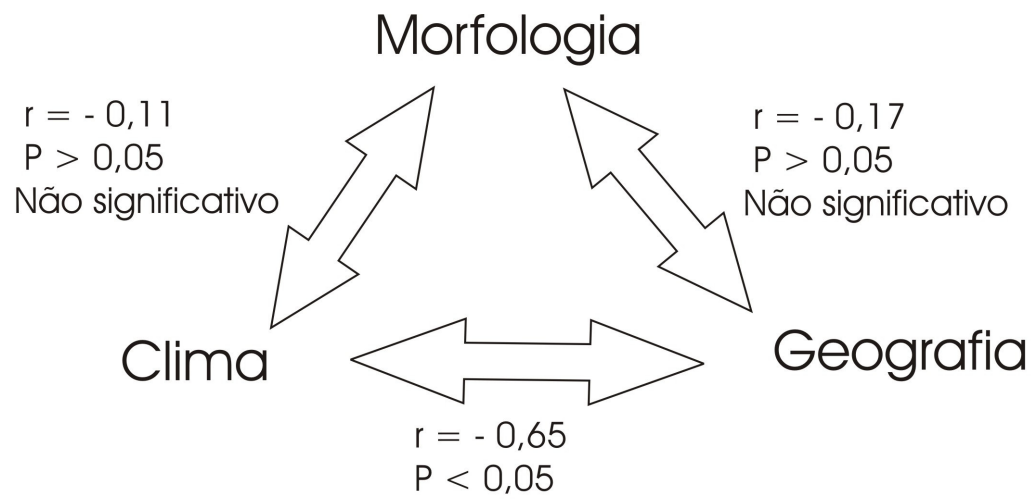 Morfologia
r = - 0,11
P > 0,05
Não significativo
r = - 0,17
P > 0,05
Não significativo
Clima
Geografia
r = - 0,65
P < 0,05